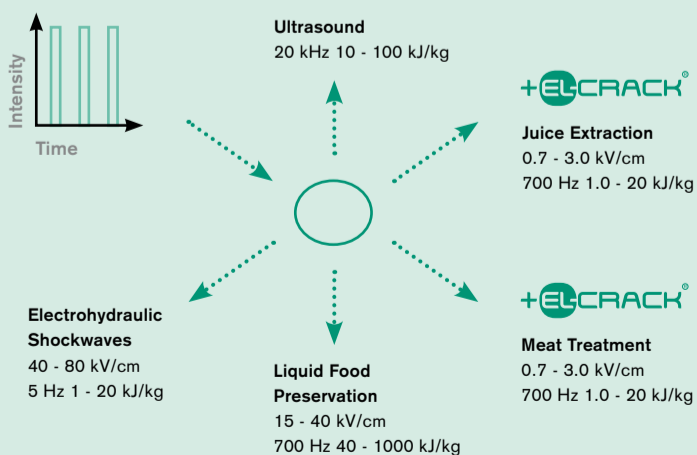 Intensity
Time
Ultrasound
20 kHz 10 - 100 kJ/kg
+ELCRACK®
Juice Extraction
0.7 - 3.0 kV/cm
700 Hz 1.0 - 20 kJ/kg
Electrohydraulic
Shockwaves
40 - 80 kV/cm
5 Hz 1 - 20 kJ/kg
Liquid Food
Preservation
15 - 40 kV/cm
700 Hz 40 - 1000 kJ/kg
+ELCRACK®
Meat Treatment
0.7 - 3.0 kV/cm
700 Hz 1.0 - 20 kJ/kg